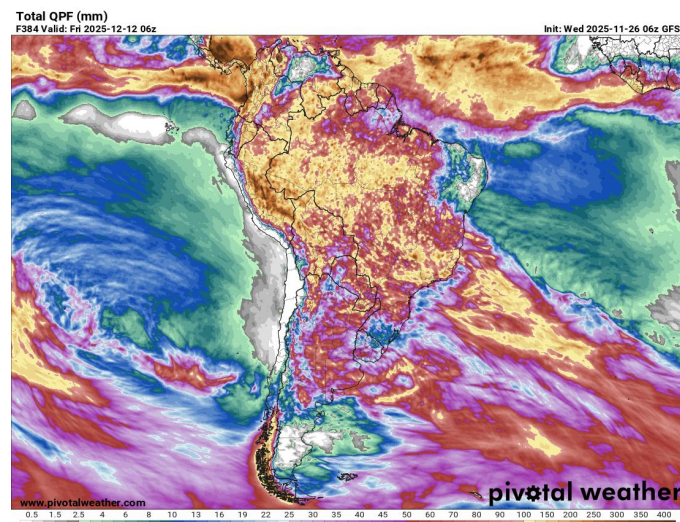 Total QPF (mm)
F384 Valid: Fri 2025-12-12 06z Init: Wed 2025-11-26 06z GFS
www.pivotalweather.com
pivotal weather
0.5 1.5 2.5 4 6 8 10 13 16 19 22 25 30 35 40 45 50 60 70 80 90 100 150 200 250 300 350 400